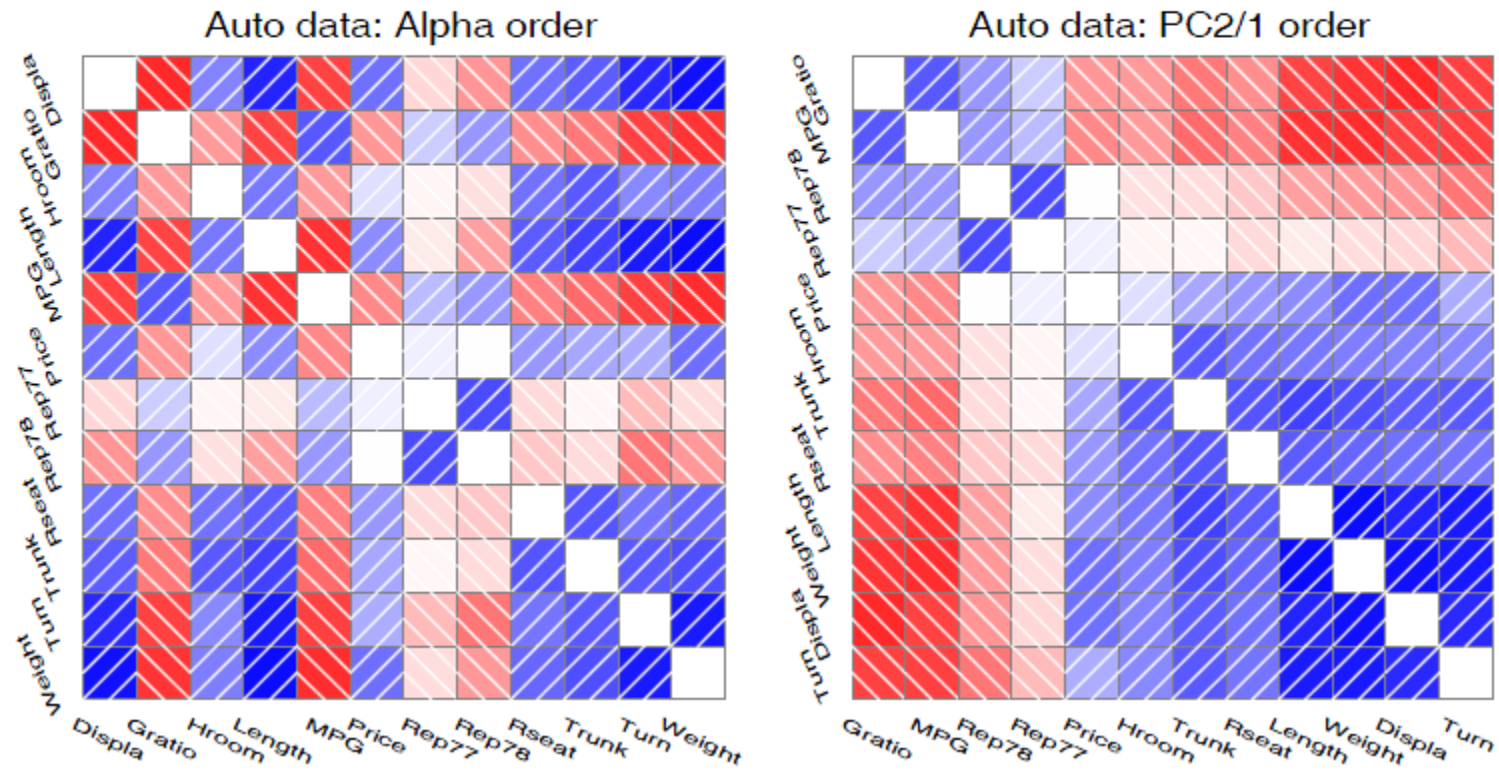 Auto data: Alpha order
Displa
Gratio
Hroom
Length
MPG
Price
Rep77
Rep78
Rseat
Trunk
Turn
Weight
Displa
Gratio
Hroom
Length
MPG
Price
Rep77
Rep78
Rseat
Trunk
Turn
Weight
Auto data: PC2/1 order
Gratio
MPG
Rep78
Rep77
Price
Hroom
Trunk
Rseat
Length
Weight
Displa
Turn
Gratio
MPG
Rep78
Rep77
Price
Hroom
Trunk
Rseat
Length
Weight
Displa
Turn